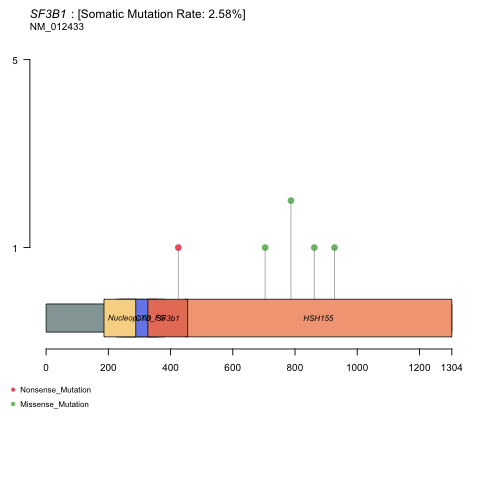 SF3B1 : [Somatic Mutation Rate: 2.58%]
NM_012433
5
1
SF3b1
HSH155
0 200 400 600 800 1000 1200 1304
Nonsense_Mutation
Missense_Mutation